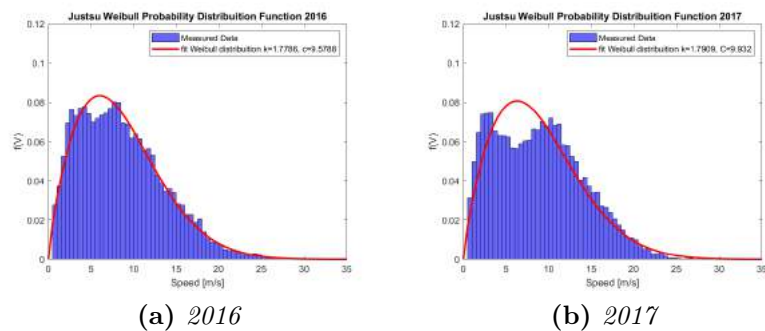 Justsu Weibull Probability Distribuition Function 2016
Measured Data
fit Weibull distribuition k=1.7786, c=9.5788
0.12
0.1
0.08
0.06
0.04
0.02
0
f(V)
0 5 10 15 20 25 30 35
Speed [m/s]
(a) 2016
Justsu Weibull Probability Distribuition Function 2017
Measured Data
fit Weibull distribuition k=1.7909, C=9.932
0.12
0.1
0.08
0.06
0.04
0.02
0
f(V)
0 5 10 15 20 25 30 35
Speed [m/s]
(b) 2017